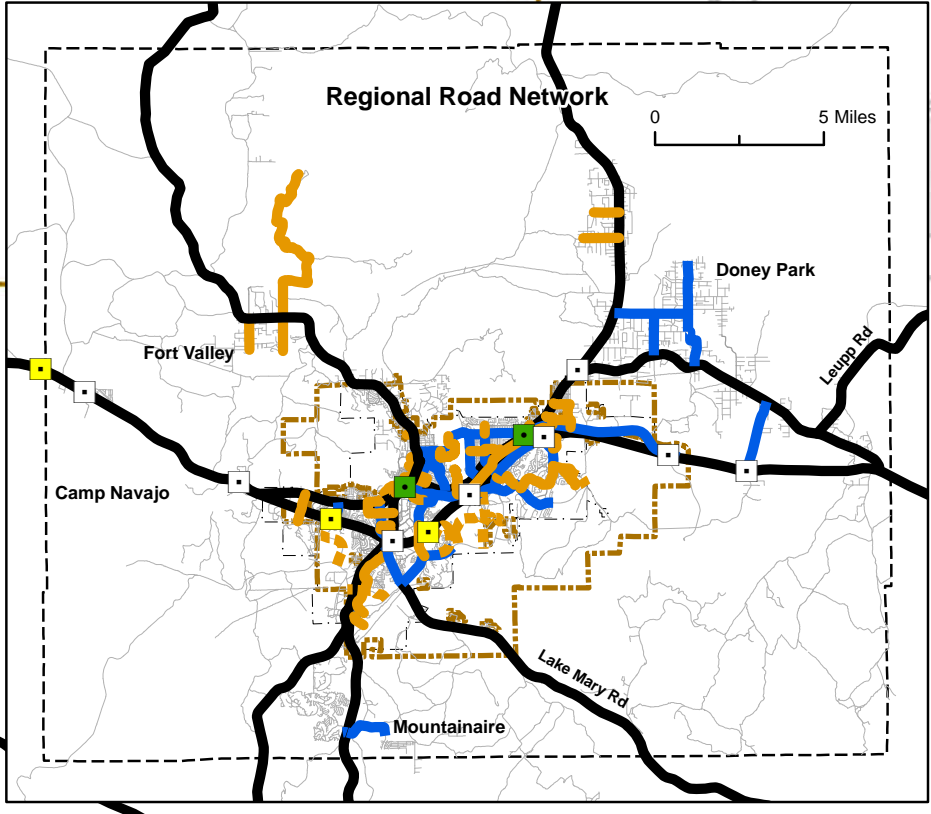 Regional Road Network
0 5 Miles
Doney Park
Leupp Rd
Fort Valley
Camp Navajo
Lake Mary Rd
Mountainaire